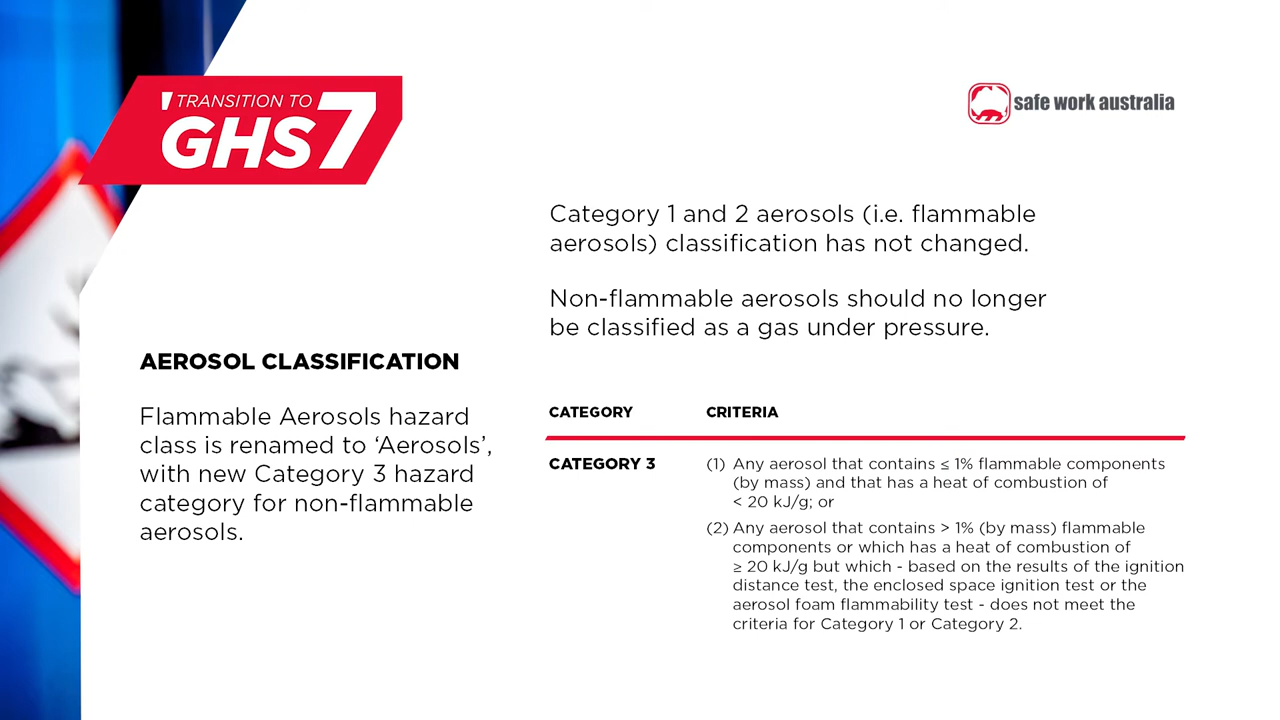 TRANSITION TO
GHS 7
safe work australia
AEROSOL CLASSIFICATION
Flammable Aerosols hazard
class is renamed to ‘Aerosols’,
with new Category 3 hazard
category for non-flammable
aerosols.
Category 1 and 2 aerosols (i.e. flammable
aerosols) classification has not changed.
Non-flammable aerosols should no longer
be classified as a gas under pressure.
CATEGORY CRITERIA
CATEGORY 3 (1) Any aerosol that contains ≤ 1% flammable components
(by mass) and that has a heat of combustion of
< 20 kJ/g; or
(2) Any aerosol that contains > 1% (by mass) flammable
components or which has a heat of combustion of
≥ 20 kJ/g but which - based on the results of the ignition
distance test, the enclosed space ignition test or the
aerosol foam flammability test - does not meet the
criteria for Category 1 or Category 2.